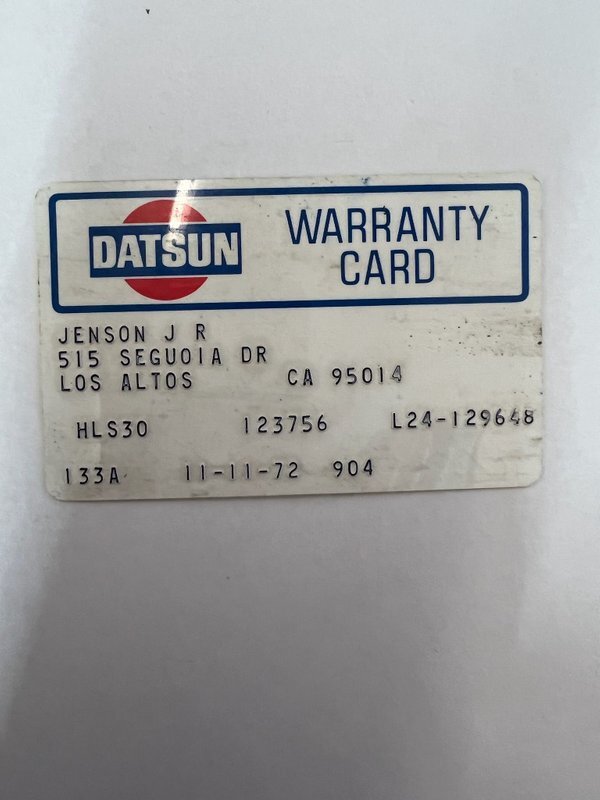 DATSUN
WARRANTY
CARD
JENSON J R
515 SEGUOIA DR
LOS ALTOS CA 95014
HLS30 123756 L24-129648
133A 11-11-72 904